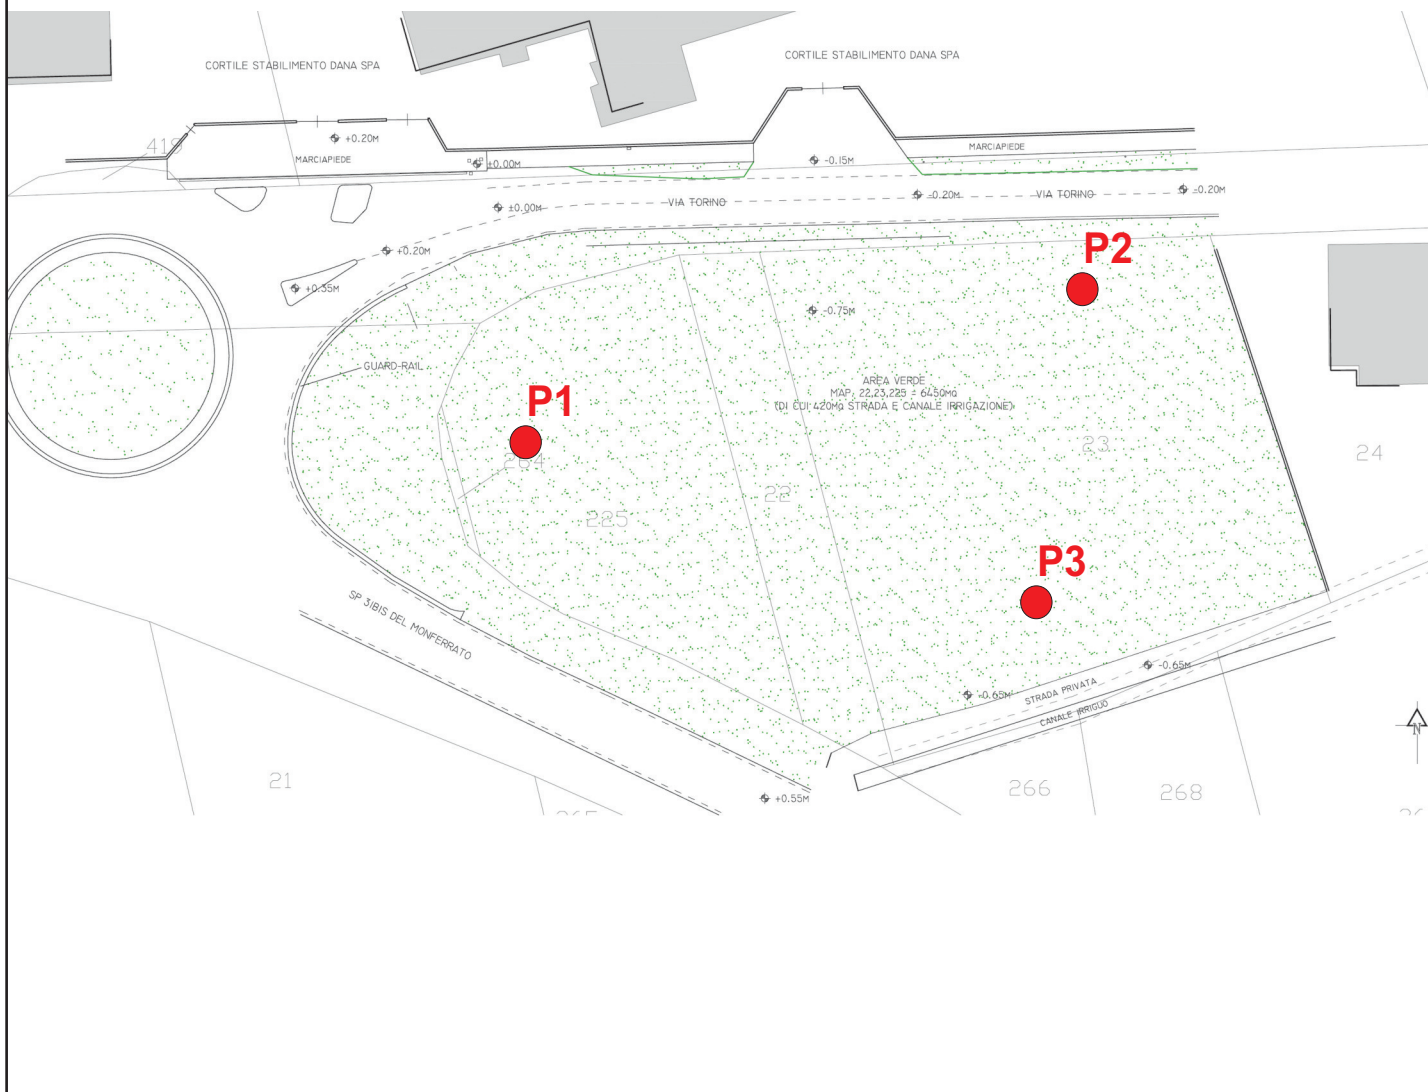 CORTILE STABILIMENTO DANA SPA
CORTILE STABILIMENTO DANA SPA
+0.20M
419
MARCIAPIEDE
±0.00M
-0.15M
MARCIAPIEDE
VIA TORINO
-0.20M
VIA TORINO
-0.20M
±0.00M
+0.20M
P2
+0.35M
-0.75M
GUARD-RAIL
AREA VERDE
MAP. 22,23,225 = 6450MQ
(DI CUI 420MQ STRADA E CANALE IRRIGAZIONE)
P1
264
23
24
22
225
P3
SP 31BIS DEL MONFERRATO
-0.65M
-0.65M
STRADA PRIVATA
CANALE IRRIGUO
N
21
266
268
+0.55M